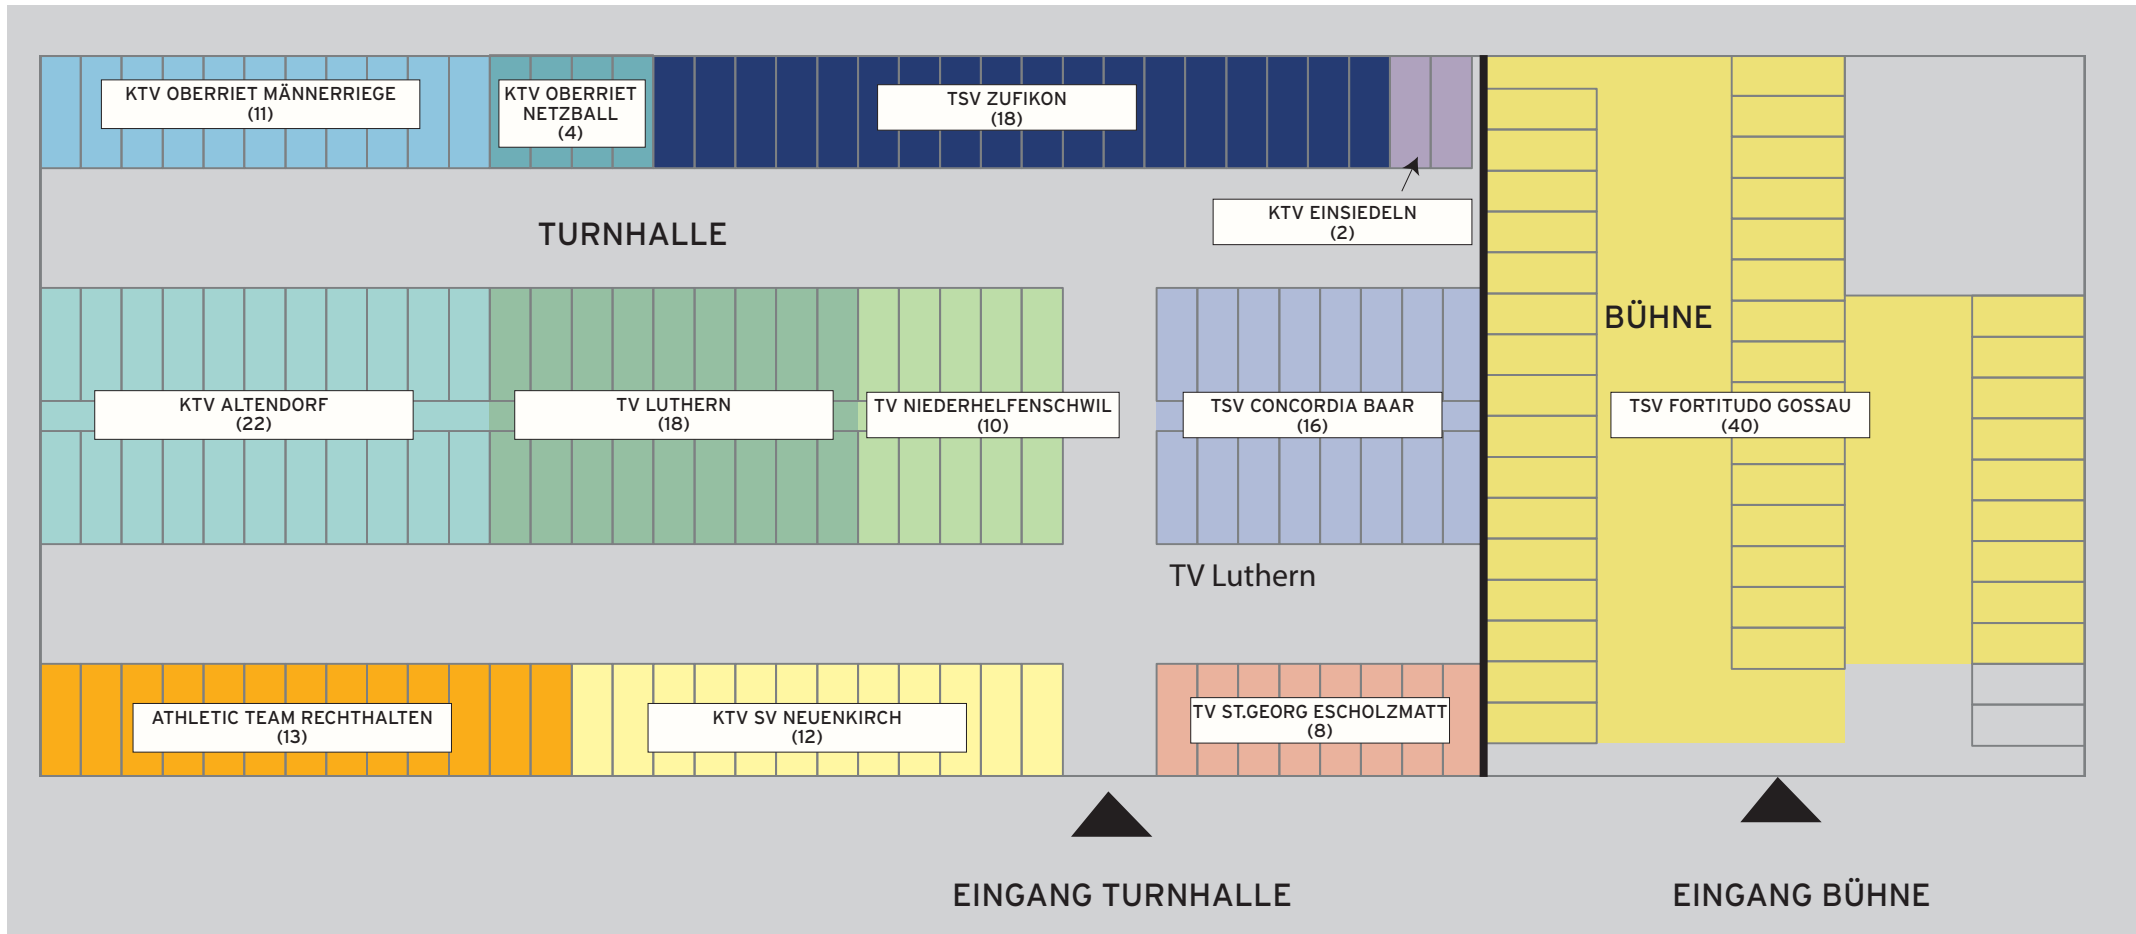 KTV OBERRIET MÄNNERRIEGE
(11)
KTV OBERRIET
NETZBALL
(4)
TSV ZUFIKON
(18)
KTV EINSIEDELN
(2)
TURNHALLE
BÜHNE
KTV ALTENDORF
(22)
TV LUTHERN
(18)
TV NIEDERHELFENSCHWIL
(10)
TSV CONCORDIA BAAR
(16)
TSV FORTITUDO GOSSAU
(40)
TV Luthern
ATHLETIC TEAM RECHTHALTEN
(13)
KTV SV NEUENKIRCH
(12)
TV ST.GEORG ESCHOLZMATT
(8)
EINGANG TURNHALLE
EINGANG BÜHNE